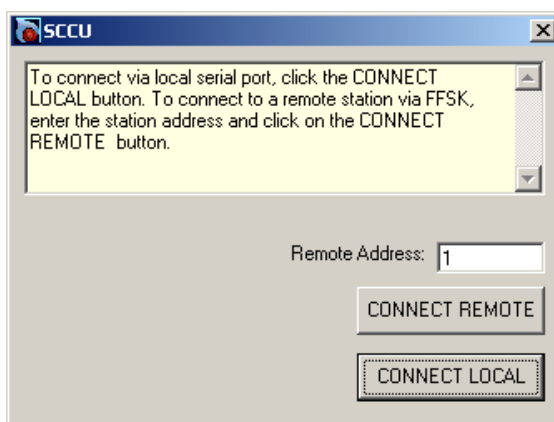 SCCU
To connect via local serial port, click the CONNECT
LOCAL button. To connect to a remote station via FFSK,
enter the station address and click on the CONNECT
REMOTE  button.
Remote Address: 1
CONNECT REMOTE
CONNECT LOCAL